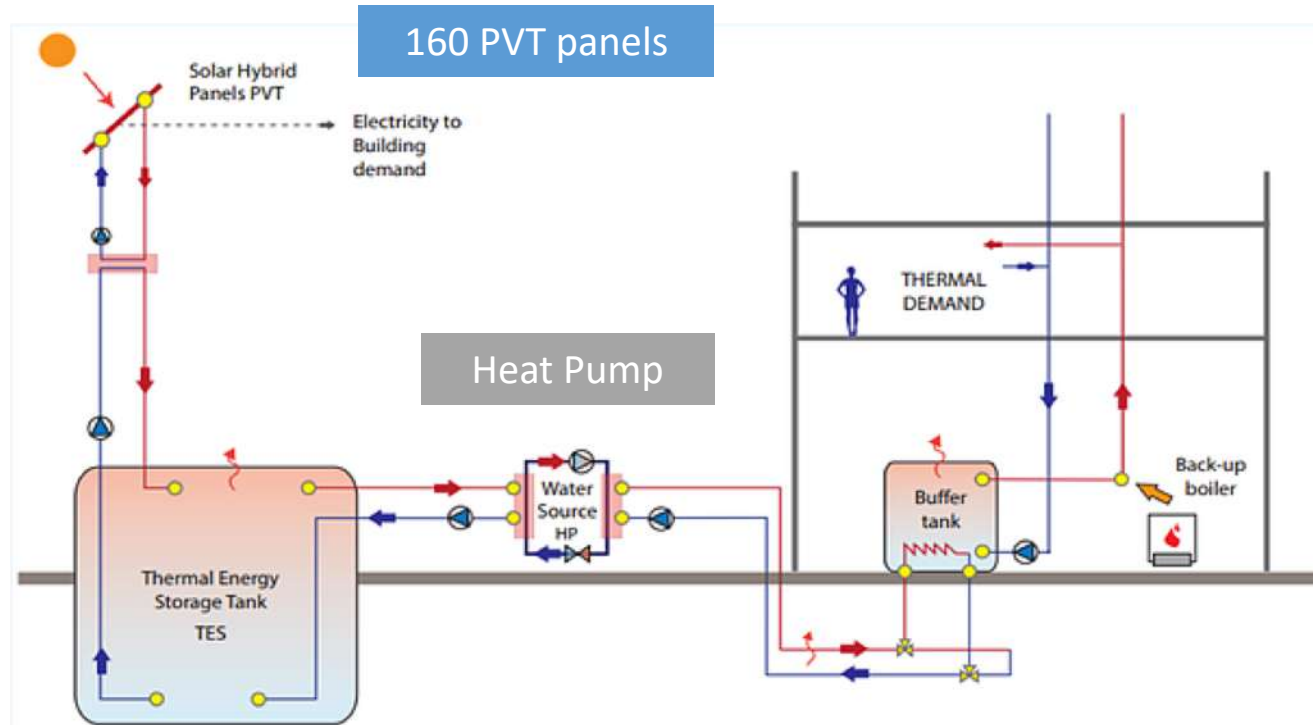 160 PVT panels
Solar Hybrid
Panels PVT
Electricity to
Building
demand
THERMAL
DEMAND
Heat Pump
Water
Source
HP
Buffer
tank
Back-up
boiler
Thermal Energy
Storage Tank
TES